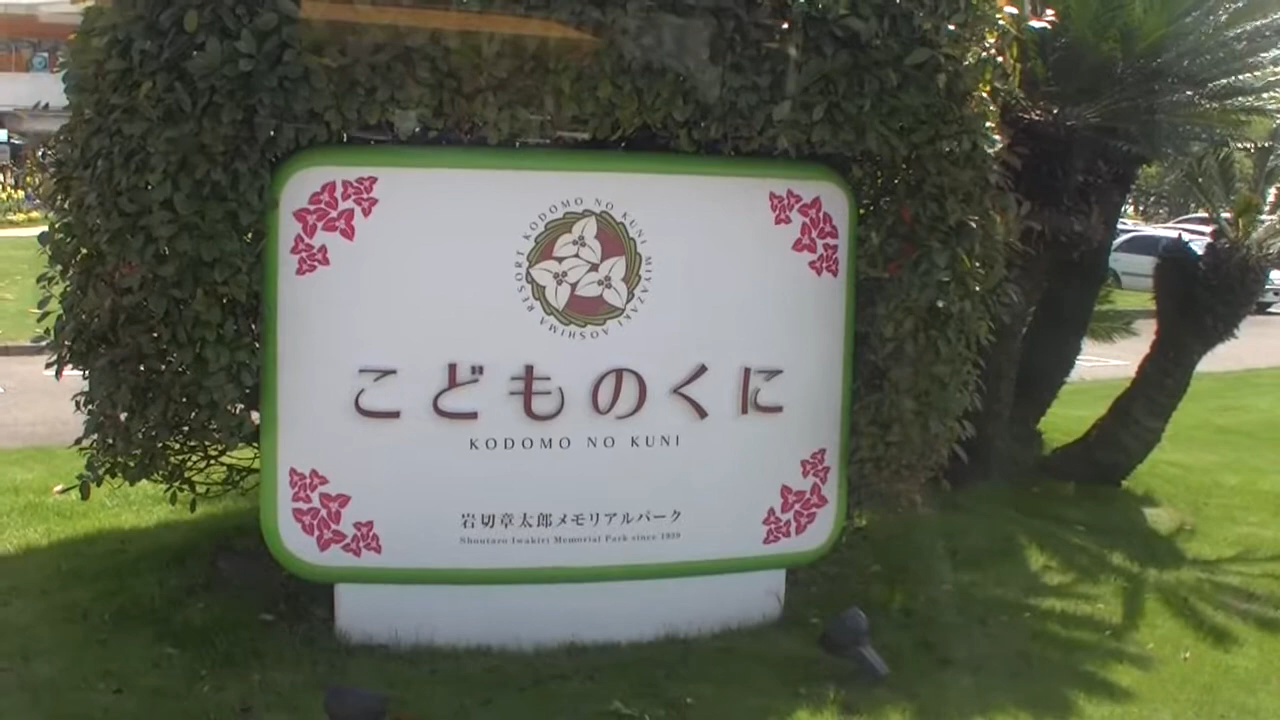 RESORT KODOMO NO KUNI MIYAZAKI AOSHIMA
こどものくに
KODOMO NO KUNI
岩切章太郎メモリアルパーク
Shoutaro Iwakiri Memorial Park since 1939